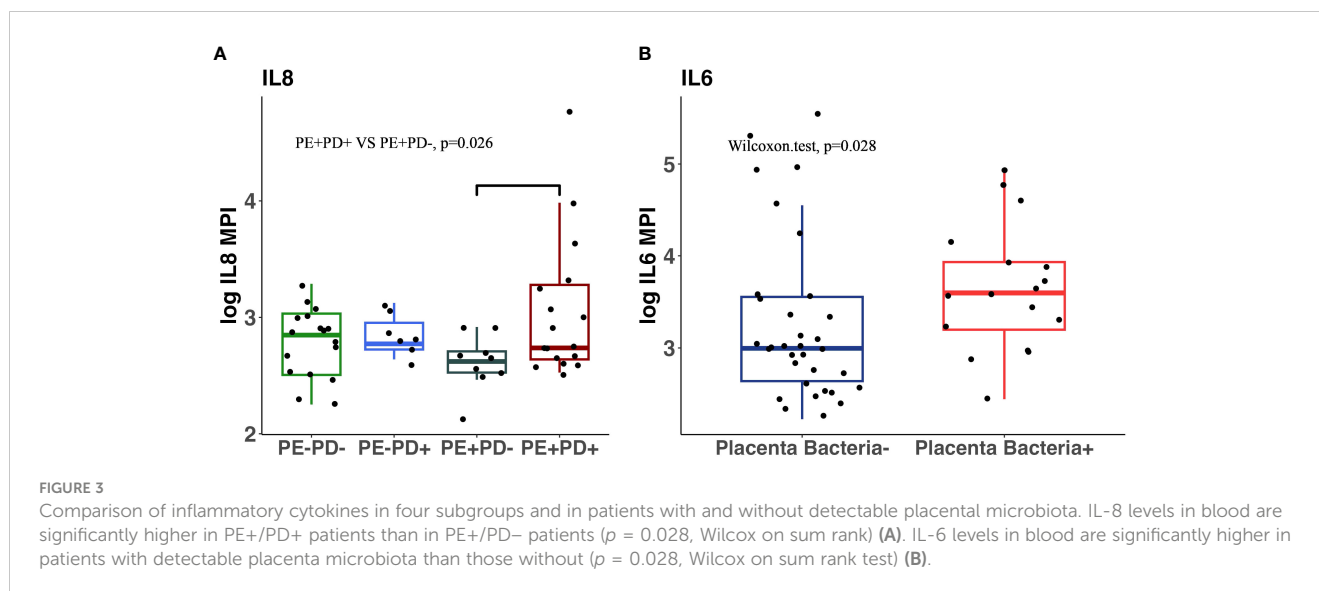 A
IL8
PE+PD+ VS PE+PD-, p=0.026
log IL8 MPI
4
3
2
PE-PD- PE-PD+ PE+PD- PE+PD+
B
IL6
Wilcoxon.test, p=0.028
log IL6 MPI
5
4
3
Placenta Bacteria- Placenta Bacteria+
FIGURE 3
Comparison of inflammatory cytokines in four subgroups and in patients with and without detectable placental microbiota. IL-8 levels in blood are
significantly higher in PE+/PD+ patients than in PE+/PD– patients (p = 0.028, Wilcox on sum rank) (A). IL-6 levels in blood are significantly higher in
patients with detectable placenta microbiota than those without (p = 0.028, Wilcox on sum rank test) (B).